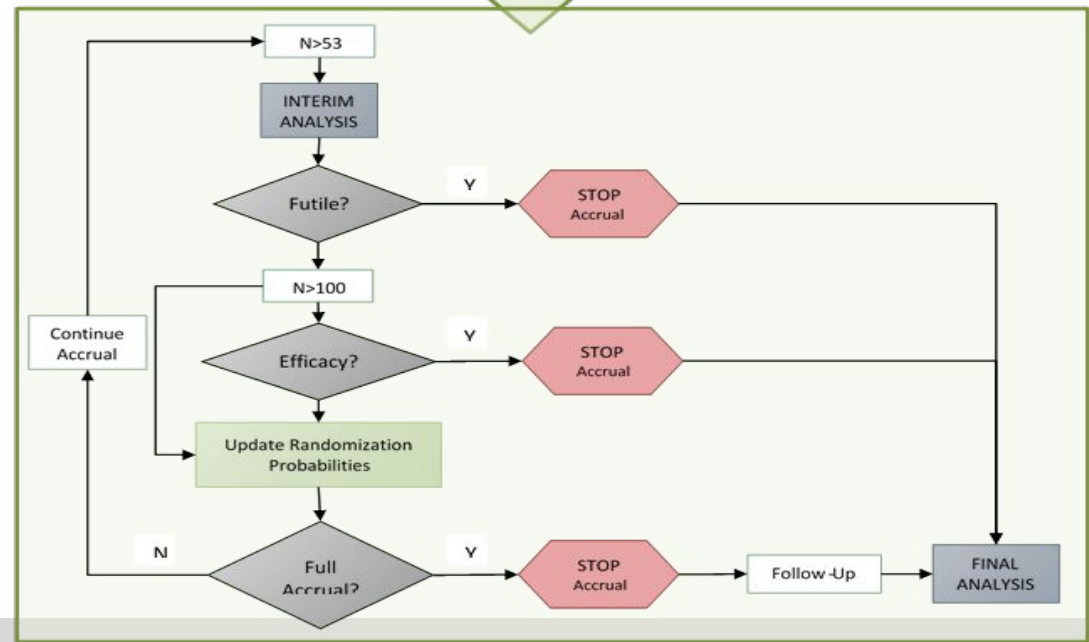 N>53
INTERIM
ANALYSIS
Futile?
Y
STOP
Accrual
N>100
Continue
Accrual
Efficacy?
Y
STOP
Accrual
Update Randomization
Probabilities
N
Full
Accrual?
Y
STOP
Accrual
Follow-Up
FINAL
ANALYSIS